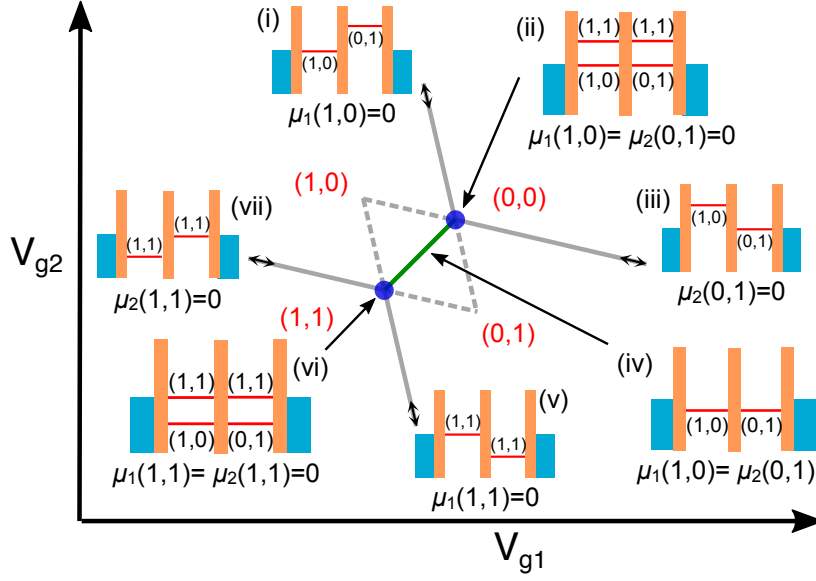 (i)
(0,1)
(1,0)
μ₁(1,0)=0
(ii)
(1,1) (1,1)
(1,0) (0,1)
μ₁(1,0)= μ₂(0,1)=0
(1,0)
(0,0)
(iii)
(1,0)
(0,1)
μ₂(0,1)=0
(vii)
(1,1)
(1,1)
μ₂(1,1)=0
V_g2
(1,1)
(0,1)
(vi)
(1,1) (1,1)
(1,0) (0,1)
μ₁(1,1)= μ₂(1,1)=0
(v)
(1,1)
(1,1)
μ₁(1,1)=0
(iv)
(1,0) (0,1)
μ₁(1,0)= μ₂(0,1)
V_g1